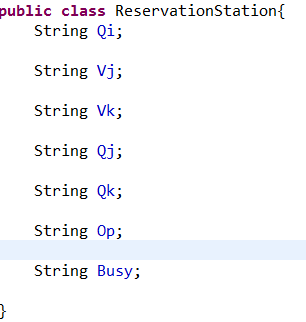 public class ReservationStation{
String Qi;
String Vj;
String Vk;
String Qj;
String Qk;
String Op;
String Busy;
}